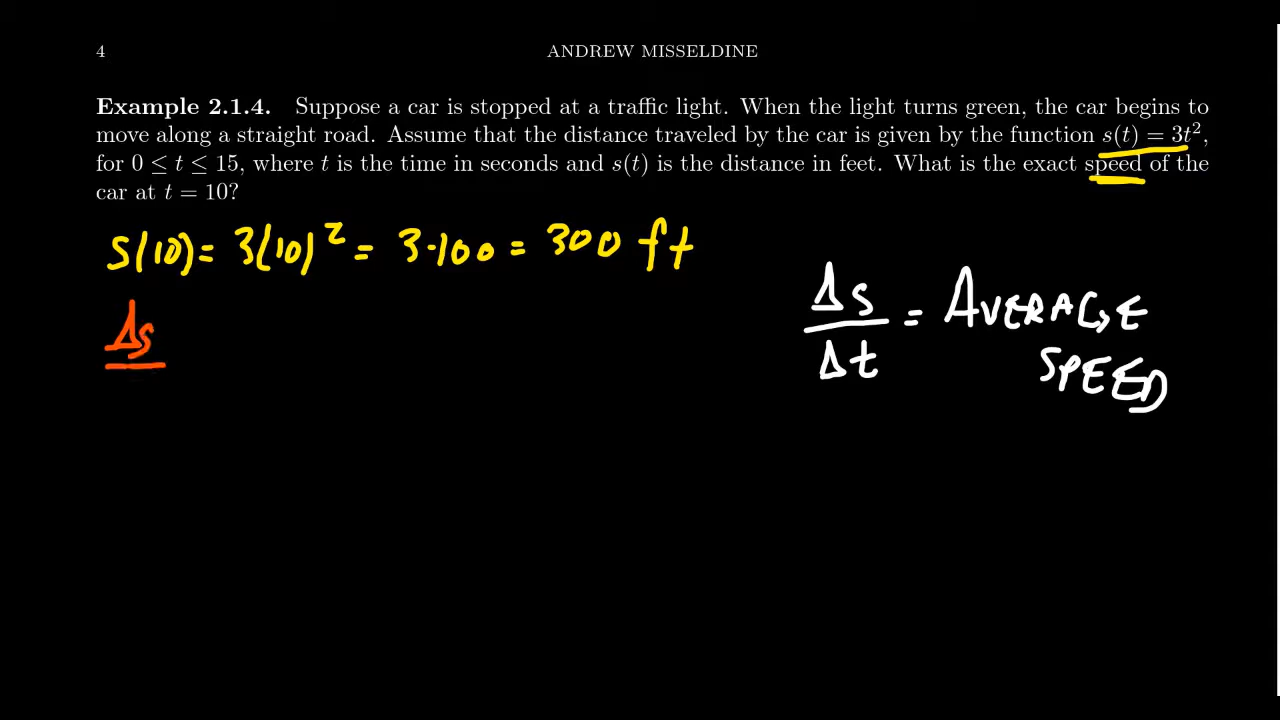 4 ANDREW MISSELDINE
Example 2.1.4. Suppose a car is stopped at a traffic light. When the light turns green, the car begins to
move along a straight road. Assume that the distance traveled by the car is given by the function s(t) = 3t²,
for 0 ≤ t ≤ 15, where t is the time in seconds and s(t) is the distance in feet. What is the exact speed of the
car at t = 10?
S(10) = 3(10)² = 3·100 = 300 ft
Δs
Δs/Δt = AVERAGE
SPEED